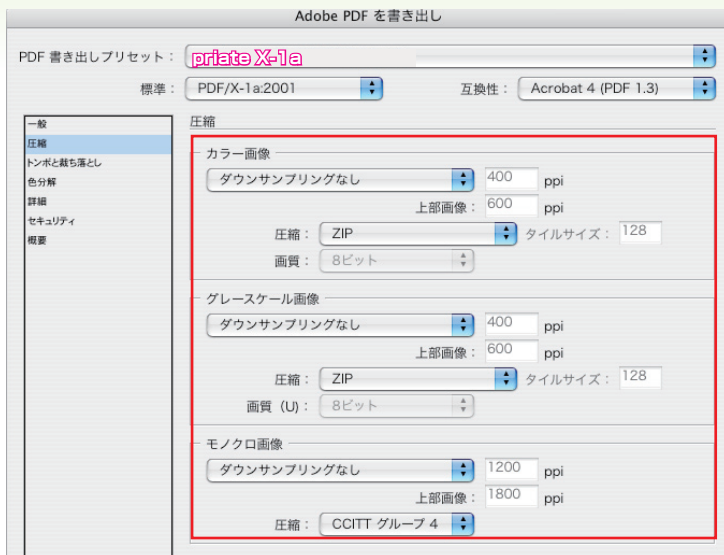 Adobe PDF を書き出し
PDF 書き出しプリセット： priate X-1a
標準： PDF/X-1a:2001 互換性： Acrobat 4 (PDF 1.3)
一般
圧縮
トンボと裁ち落とし
色分解
詳細
セキュリティ
概要
圧縮
カラー画像
ダウンサンプリングなし 400 ppi
上部画像： 600 ppi
圧縮： ZIP タイルサイズ： 128
画質： 8ビット
グレースケール画像
ダウンサンプリングなし 400 ppi
上部画像： 600 ppi
圧縮： ZIP タイルサイズ： 128
画質 (U)： 8ビット
モノクロ画像
ダウンサンプリングなし 1200 ppi
上部画像： 1800 ppi
圧縮： CCITT グループ 4